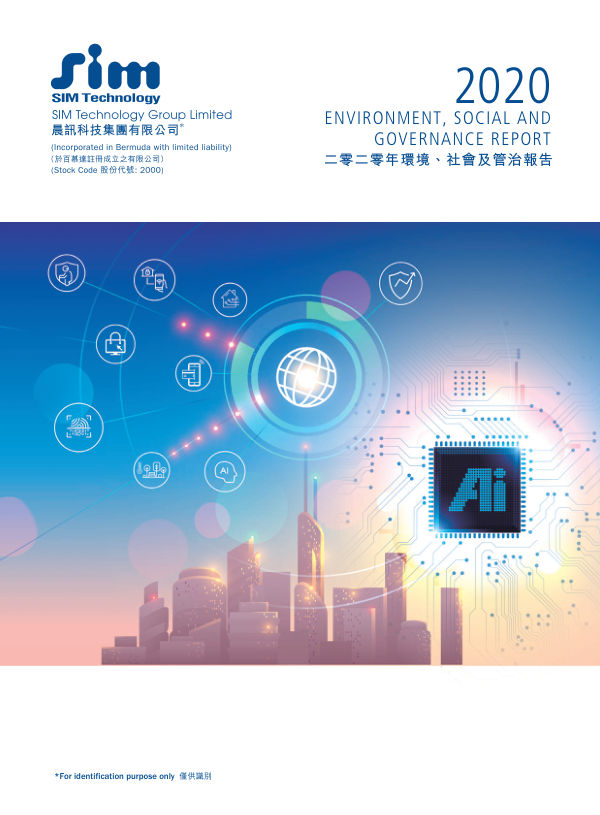 sim
SIM Technology
SIM Technology Group Limited
晨訊科技集團有限公司*
(Incorporated in Bermuda with limited liability)
(於百慕達註冊成立之有限公司)
(Stock Code 股份代號: 2000)
2020
ENVIRONMENT, SOCIAL AND
GOVERNANCE REPORT
二零二零年環境、社會及管治報告
AI
Ai
*For identification purpose only 僅供識別